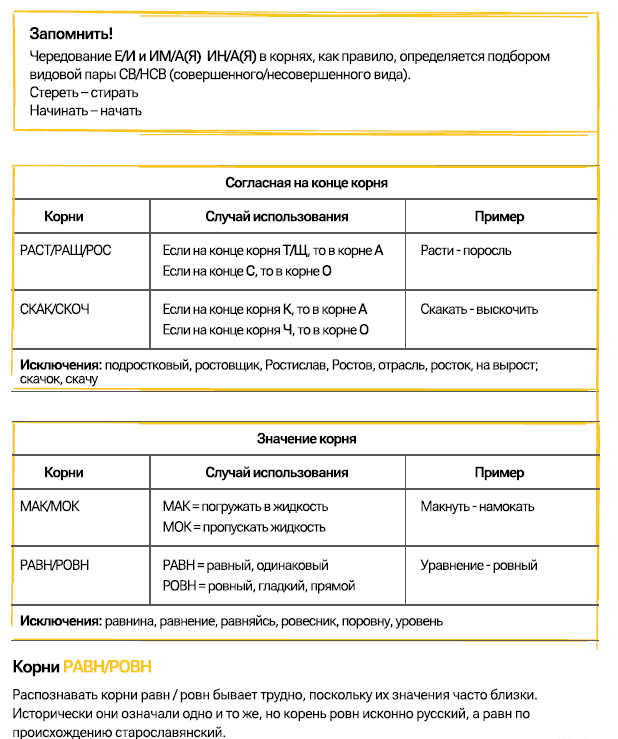 Запомнить!
Чередование Е/И и ИМ/А(Я) ИН/А(Я) в корнях, как правило, определяется подбором
видовой пары СВ/НСВ (совершенного/несовершенного вида).
Стереть – стирать
Начинать – начать
Согласная на конце корня
Корни Случай использования Пример
РАСТ/РАЩ/РОС Если на конце корня Т/Щ, то в корне А Расти - поросль
Если на конце С, то в корне О
СКАК/СКОЧ Если на конце корня К, то в корне А Скакать - выскочить
Если на конце корня Ч, то в корне О
Исключения: подростковый, ростовщик, Ростислав, Ростов, отрасль, росток, на вырост;
скачок, скачу
Значение корня
Корни Случай использования Пример
МАК/МОК МАК = погружать в жидкость Макнуть - намокать
МОК = пропускать жидкость
РАВН/РОВН РАВН = равный, одинаковый Уравнение - ровный
РОВН = ровный, гладкий, прямой
Исключения: равнина, равнение, равняйсь, ровесник, поровну, уровень
Корни РАВН/РОВН
Распознавать корни равн / ровн бывает трудно, поскольку их значения часто близки.
Исторически они означали одно и то же, но корень ровн исконно русский, а равн по
происхождению старославянский.